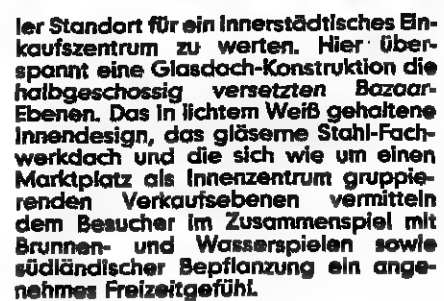 ler Standort für ein innerstädtisches Ein-
kaufszentrum zu werten. Hier über-
spannt eine Glasdach-Konstruktion die
halbgeschossig versetzten Bazaar-
Ebenen. Das in lichtem Weiß gehaltene
Innendesign, das gläserne Stahl-Fach-
werkdach und die sich wie um einen
Marktplatz als Innenzentrum gruppie-
renden Verkaufsebenen vermitteln
dem Besucher im Zusammenspiel mit
Brunnen- und Wasserspielen sowie
südländischer Bepflanzung ein ange-
nehmes Freizeitgefühl.